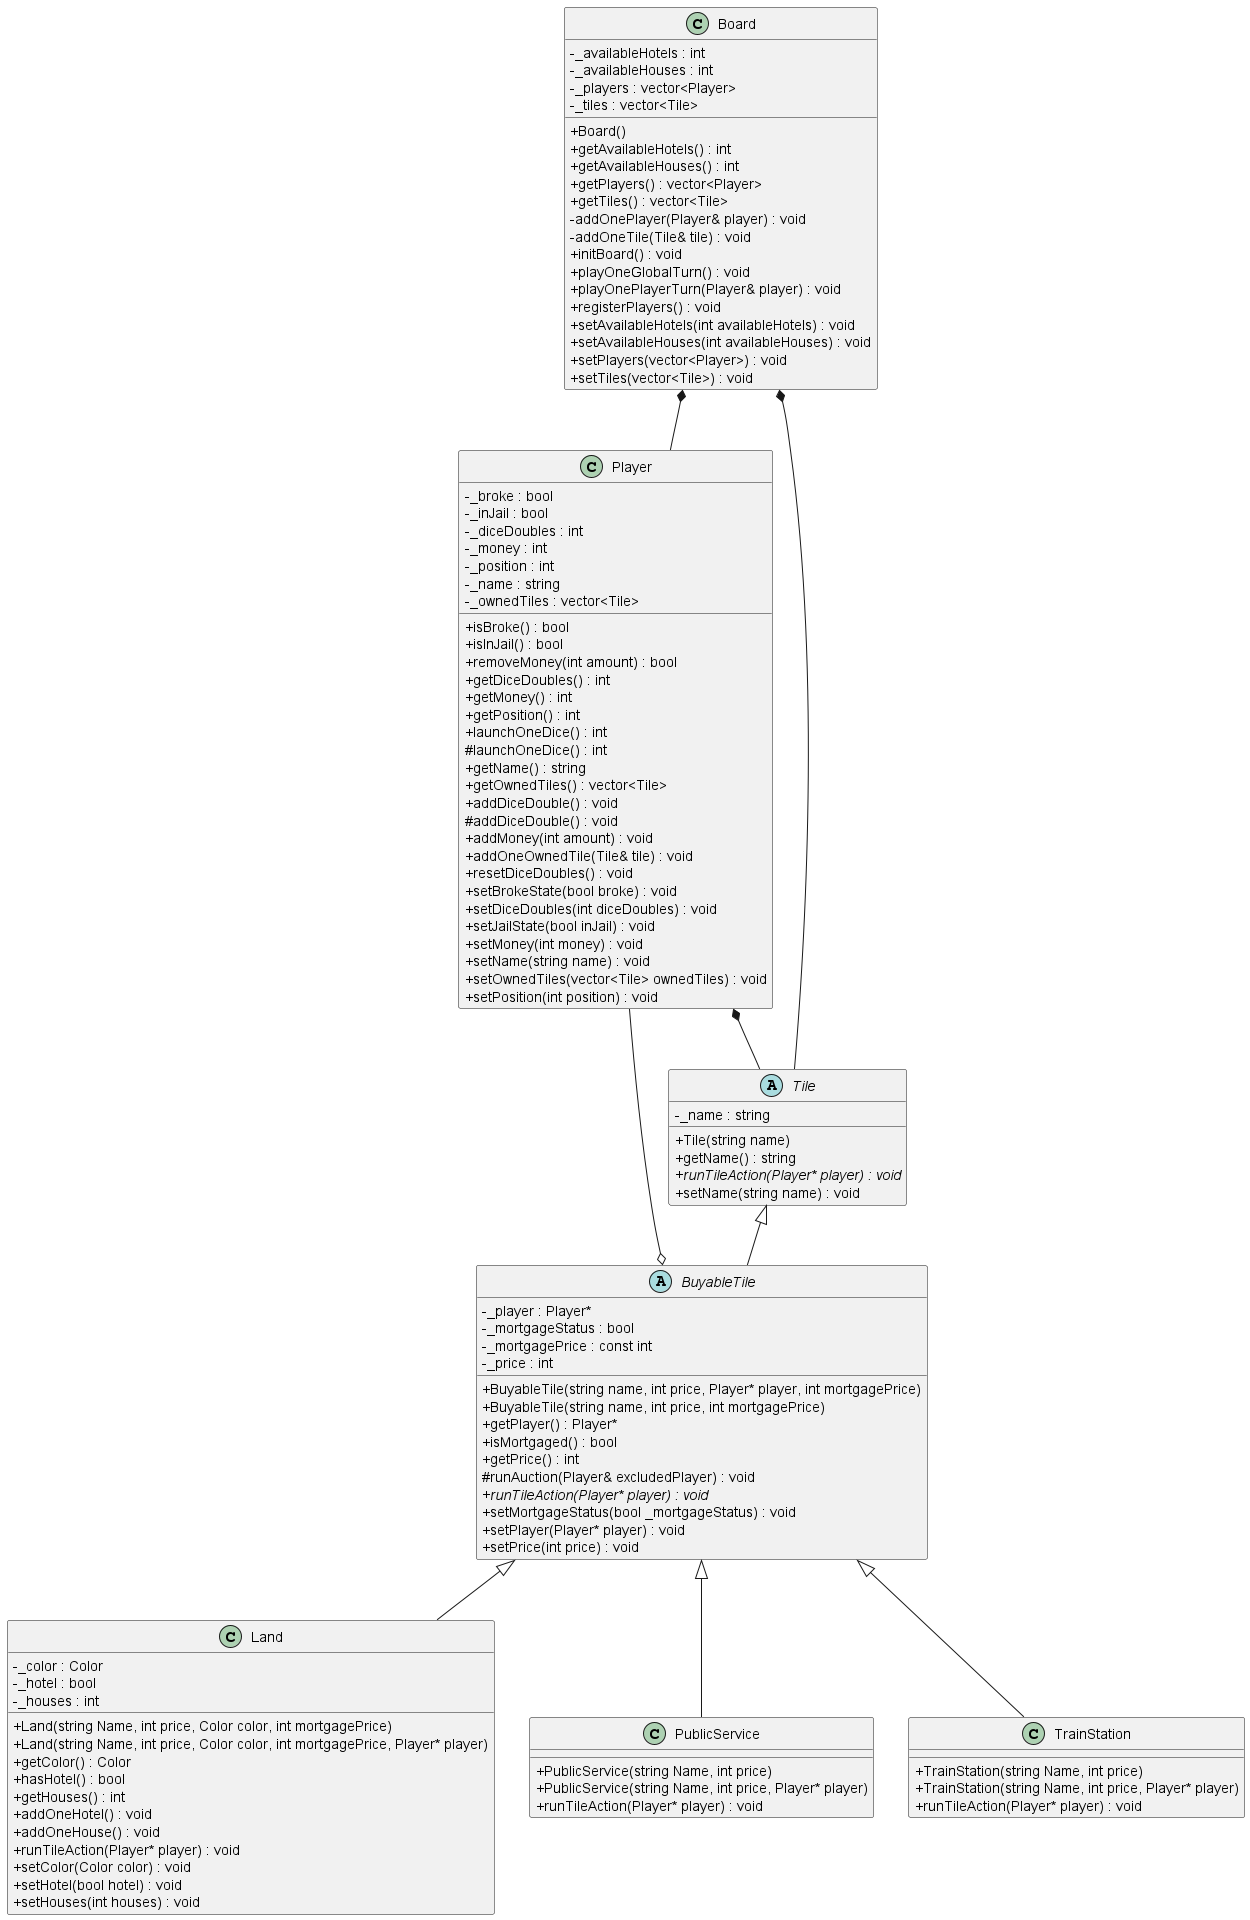 C Board
-_availableHotels : int
-_availableHouses : int
-_players : vector<Player>
-_tiles : vector<Tile>
+Board()
+getAvailableHotels() : int
+getAvailableHouses() : int
+getPlayers() : vector<Player>
+getTiles() : vector<Tile>
-addOnePlayer(Player& player) : void
-addOneTile(Tile& tile) : void
+initBoard() : void
+playOneGlobalTurn() : void
+playOnePlayerTurn(Player& player) : void
+registerPlayers() : void
+setAvailableHotels(int availableHotels) : void
+setAvailableHouses(int availableHouses) : void
+setPlayers(vector<Player>) : void
+setTiles(vector<Tile>) : void
C Player
-_broke : bool
-_inJail : bool
-_diceDoubles : int
-_money : int
-_position : int
-_name : string
-_ownedTiles : vector<Tile>
+isBroke() : bool
+isInJail() : bool
+removeMoney(int amount) : bool
+getDiceDoubles() : int
+getMoney() : int
+getPosition() : int
+launchOneDice() : int
#launchOneDice() : int
+getName() : string
+getOwnedTiles() : vector<Tile>
+addDiceDouble() : void
#addDiceDouble() : void
+addMoney(int amount) : void
+addOneOwnedTile(Tile& tile) : void
+resetDiceDoubles() : void
+setBrokeState(bool broke) : void
+setDiceDoubles(int diceDoubles) : void
+setJailState(bool inJail) : void
+setMoney(int money) : void
+setName(string name) : void
+setOwnedTiles(vector<Tile> ownedTiles) : void
+setPosition(int position) : void
A Tile
-_name : string
+Tile(string name)
+getName() : string
+runTileAction(Player* player) : void
+setName(string name) : void
A BuyableTile
-_player : Player*
-_mortgageStatus : bool
-_mortgagePrice : const int
-_price : int
+BuyableTile(string name, int price, Player* player, int mortgagePrice)
+BuyableTile(string name, int price, int mortgagePrice)
+getPlayer() : Player*
+isMortgaged() : bool
+getPrice() : int
#runAuction(Player& excludedPlayer) : void
+runTileAction(Player* player) : void
+setMortgageStatus(bool _mortgageStatus) : void
+setPlayer(Player* player) : void
+setPrice(int price) : void
C Land
-_color : Color
-_hotel : bool
-_houses : int
+Land(string Name, int price, Color color, int mortgagePrice)
+Land(string Name, int price, Color color, int mortgagePrice, Player* player)
+getColor() : Color
+hasHotel() : bool
+getHouses() : int
+addOneHotel() : void
+addOneHouse() : void
+runTileAction(Player* player) : void
+setColor(Color color) : void
+setHotel(bool hotel) : void
+setHouses(int houses) : void
C PublicService
+PublicService(string Name, int price)
+PublicService(string Name, int price, Player* player)
+runTileAction(Player* player) : void
C TrainStation
+TrainStation(string Name, int price)
+TrainStation(string Name, int price, Player* player)
+runTileAction(Player* player) : void